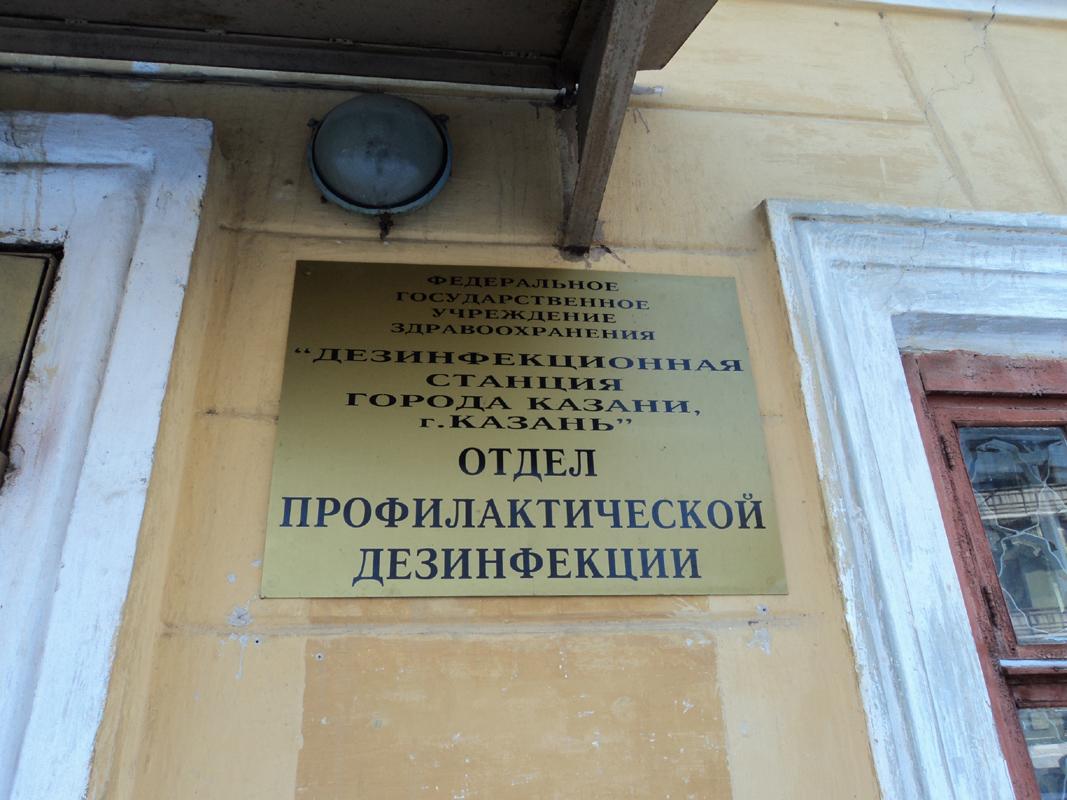 ФЕДЕРАЛЬНОЕ
ГОСУДАРСТВЕННОЕ
УЧРЕЖДЕНИЕ
ЗДРАВООХРАНЕНИЯ
“ДЕЗИНФЕКЦИОННАЯ
СТАНЦИЯ
ГОРОДА КАЗАНИ,
г.КАЗАНЬ”
ОТДЕЛ
ПРОФИЛАКТИЧЕСКОЙ
ДЕЗИНФЕКЦИИ